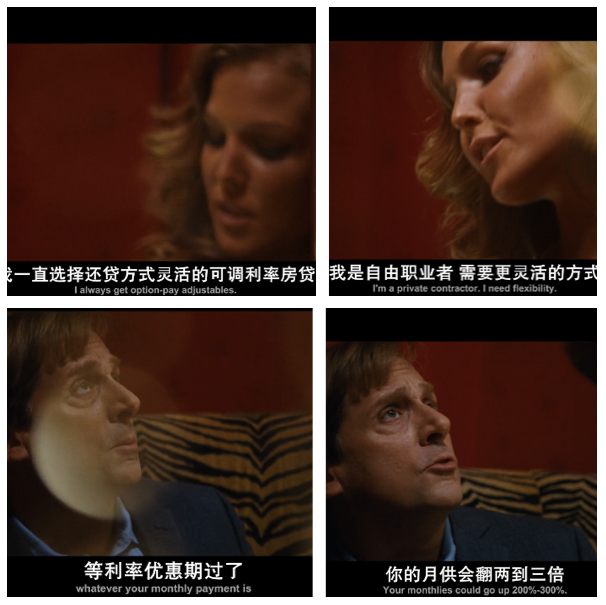 我一直选择还贷方式灵活的可调利率房贷
I always get option-pay adjustables.
我是自由职业者 需要更灵活的方式
I'm a private contractor. I need flexibility.
等利率优惠期过了
whatever your monthly payment is
你的月供会翻两到三倍
Your monthlies could go up 200%-300%.